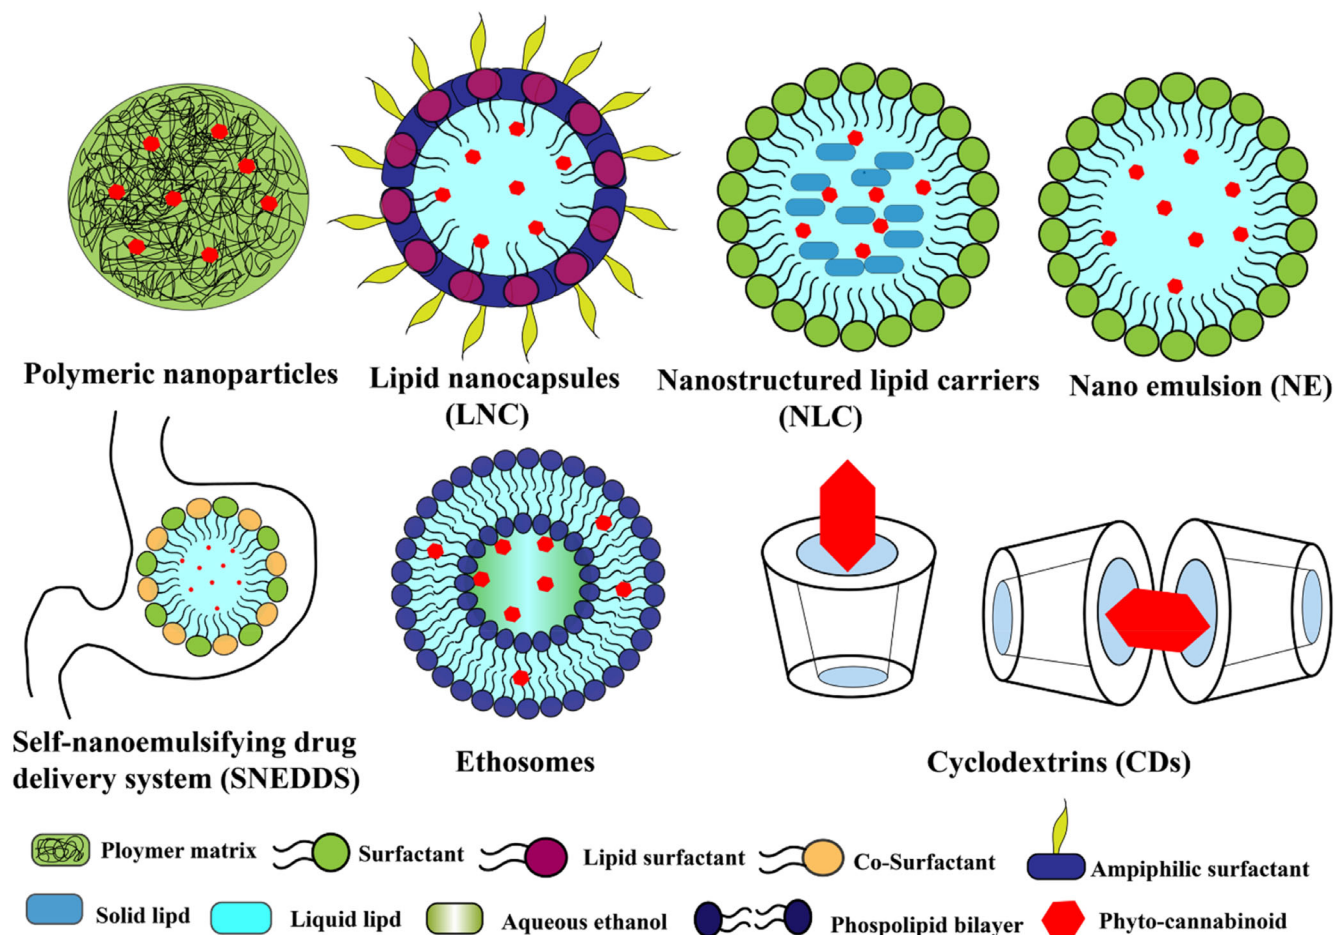 Polymeric nanoparticles
Lipid nanocapsules
(LNC)
Nanostructured lipid carriers
(NLC)
Nano emulsion (NE)
Self-nanoemulsifying drug
delivery system (SNEDDS)
Ethosomes
Cyclodextrins (CDs)
Ploymer matrix
Surfactant
Lipid surfactant
Co-Surfactant
Ampiphilic surfactant
Solid lipd
Liquid lipd
Aqueous ethanol
Phospolipid bilayer
Phyto-cannabinoid